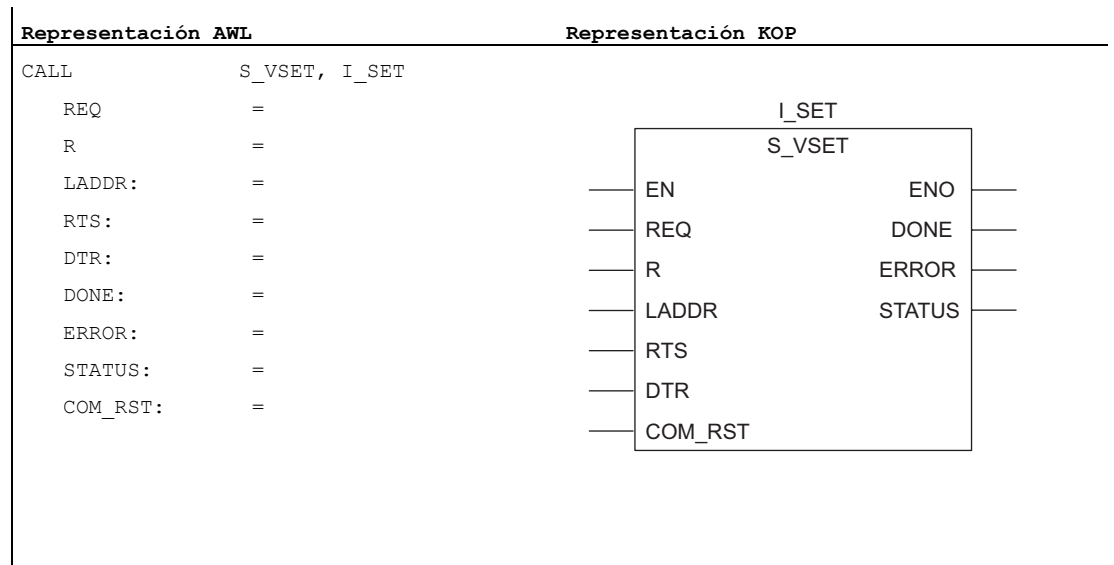 Representación AWL Representación KOP
CALL S_VSET, I_SET
REQ =
R =
LADDR: =
RTS: =
DTR: =
DONE: =
ERROR: =
STATUS: =
COM_RST: =
I_SET
S_VSET
EN ENO
REQ DONE
R ERROR
LADDR STATUS
RTS
DTR
COM_RST